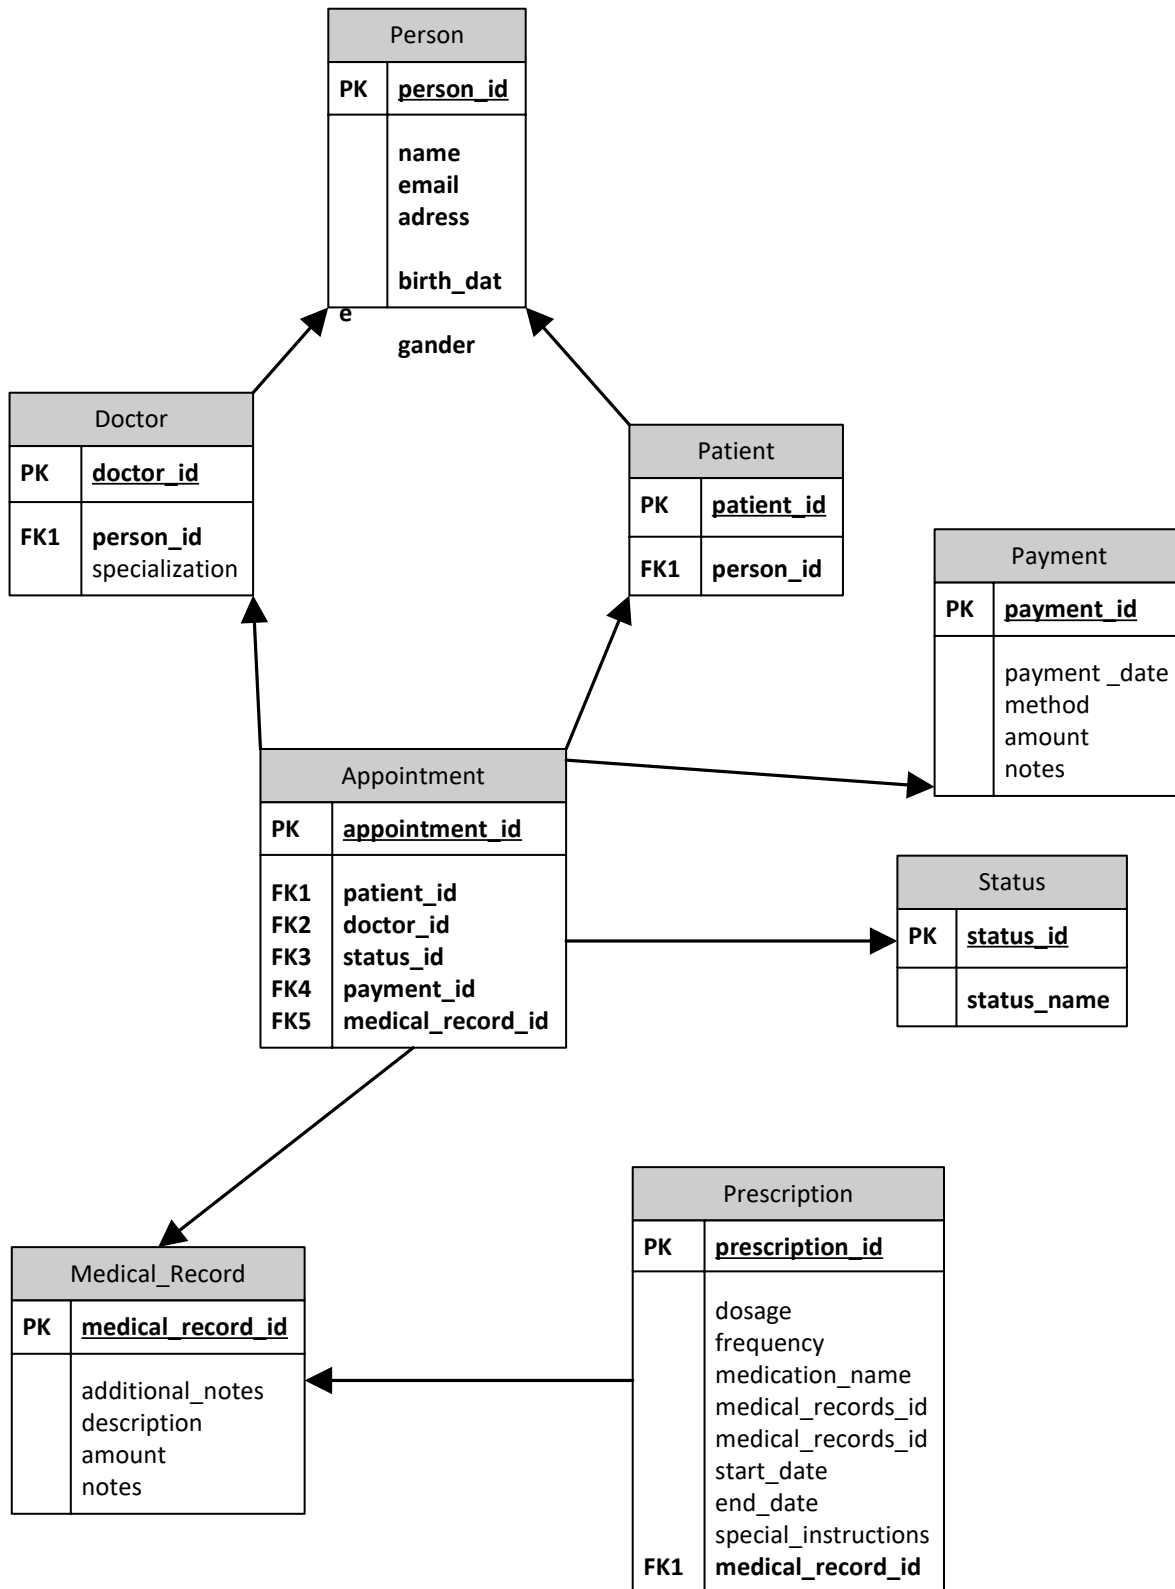 Person
PK person_id
name
email
adress
birth_dat
e
gander
Doctor
PK doctor_id
FK1 person_id
specialization
Patient
PK patient_id
FK1 person_id
Payment
PK payment_id
payment _date
method
amount
notes
Appointment
PK appointment_id
FK1 patient_id
FK2 doctor_id
FK3 status_id
FK4 payment_id
FK5 medical_record_id
Status
PK status_id
status_name
Medical_Record
PK medical_record_id
additional_notes
description
amount
notes
Prescription
PK prescription_id
dosage
frequency
medication_name
medical_records_id
medical_records_id
start_date
end_date
special_instructions
FK1 medical_record_id